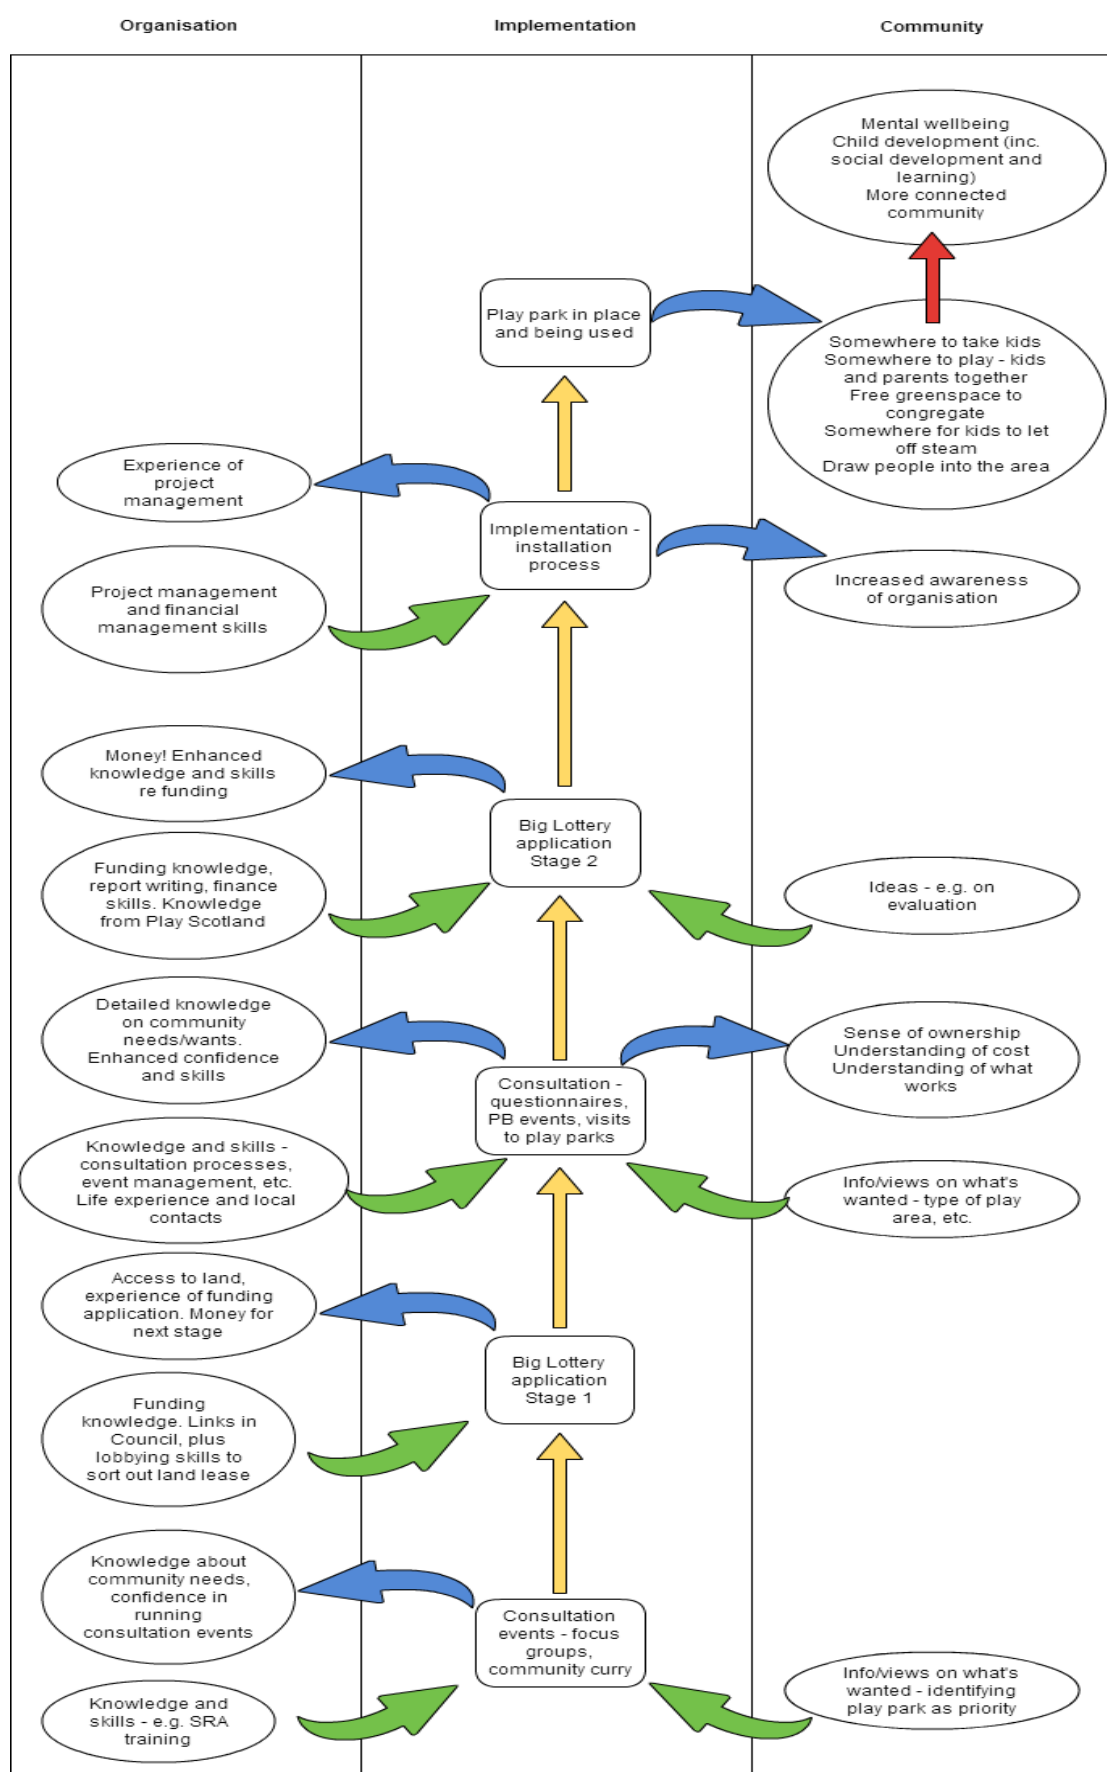 Organisation
Implementation
Community
Mental wellbeing
Child development (inc.
social development and
learning)
More connected
community
Play park in place
and being used
Somewhere to take kids
Somewhere to play - kids
and parents together
Free greenspace to
congregate
Somewhere for kids to let
off steam
Draw people into the area
Experience of
project
management
Implementation -
installation
process
Increased awareness
of organisation
Project management
and financial
management skills
Money! Enhanced
knowledge and skills
re funding
Big Lottery
application
Stage 2
Funding knowledge,
report writing, finance
skills. Knowledge
from Play Scotland
Ideas - e.g. on
evaluation
Detailed knowledge
on community
needs/wants.
Enhanced confidence
and skills
Sense of ownership
Understanding of cost
Understanding of what
works
Consultation -
questionnaires,
PB events, visits
to play parks
Knowledge and skills -
consultation processes,
event management, etc.
Life experience and local
contacts
Info/views on what's
wanted - type of play
area, etc.
Access to land,
experience of funding
application. Money for
next stage
Big Lottery
application
Stage 1
Funding
knowledge. Links in
Council, plus
lobbying skills to
sort out land lease
Knowledge about
community needs,
confidence in
running
consultation events
Consultation
events - focus
groups,
community curry
Info/views on what's
wanted - identifying
play park as priority
Knowledge and
skills - e.g. SRA
training